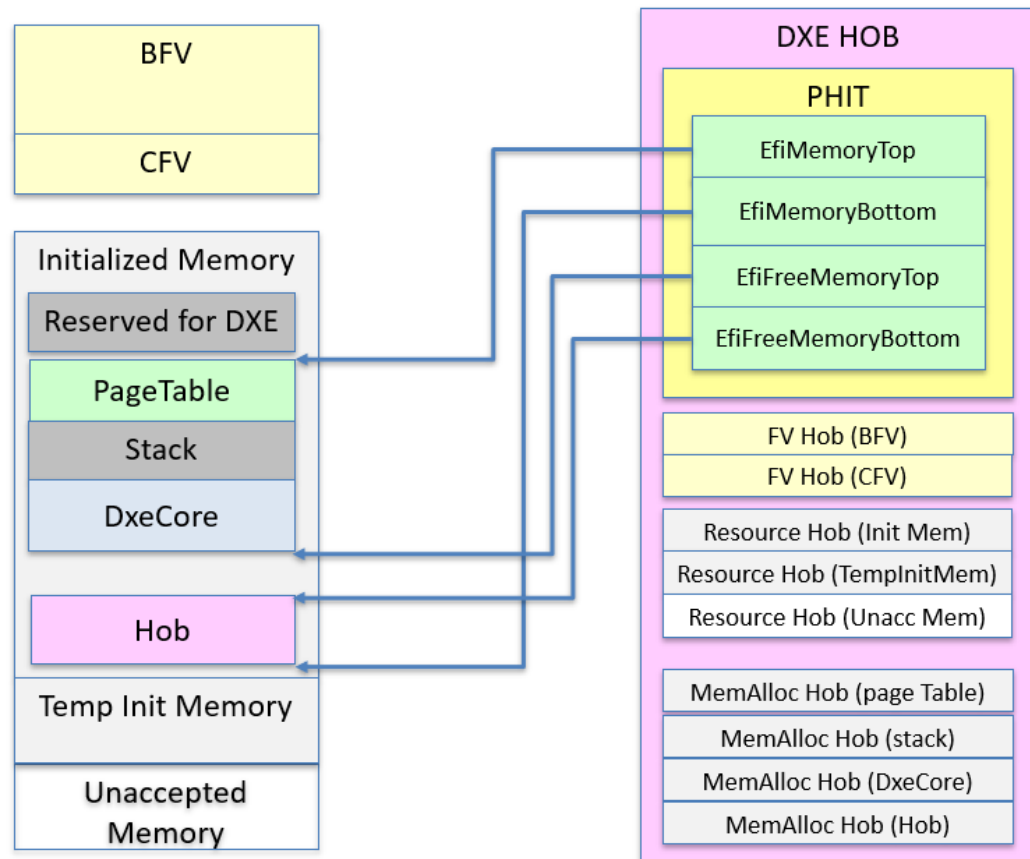 BFV
CFV
Initialized Memory
Reserved for DXE
PageTable
Stack
DxeCore
Hob
Temp Init Memory
Unaccepted
Memory
DXE HOB
PHIT
EfiMemoryTop
EfiMemoryBottom
EfiFreeMemoryTop
EfiFreeMemoryBottom
FV Hob (BFV)
FV Hob (CFV)
Resource Hob (Init Mem)
Resource Hob (TempInitMem)
Resource Hob (Unacc Mem)
MemAlloc Hob (page Table)
MemAlloc Hob (stack)
MemAlloc Hob (DxeCore)
MemAlloc Hob (Hob)